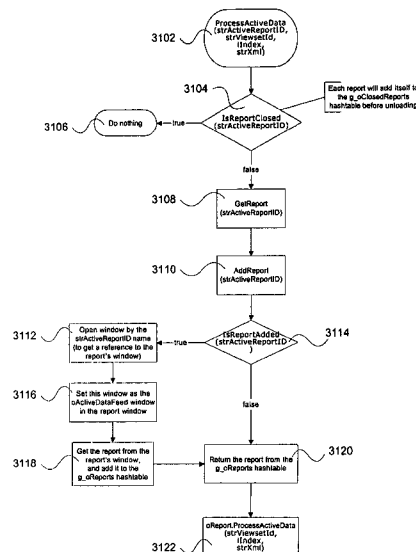 ProcessActiveData
(strActiveReportID,
strViewsetId,
lIndex,
strXml)
3102
3104
Each report will add itself to
the g_oClosedReports
hashtable before unloading
IsReportClosed
(strActiveReportID)
true
Do nothing
3106
false
3108
GetReport
(strActiveReportID)
3110
AddReport
(strActiveReportID)
3112
Open window by the
strActiveReportID name
(to get a reference to the
report's window)
true
IsReportAdded
(strActiveReportID
)
3114
3116
Set this window as the
oActiveDataFeed window
in the report window
false
3118
Get the report from the
report's window,
and add it to the
g_oReports hashtable
Return the report from the
g_oReports hashtable
3120
oReport.ProcessActiveData
(strViewsetId,
lIndex,
strXml)
3122